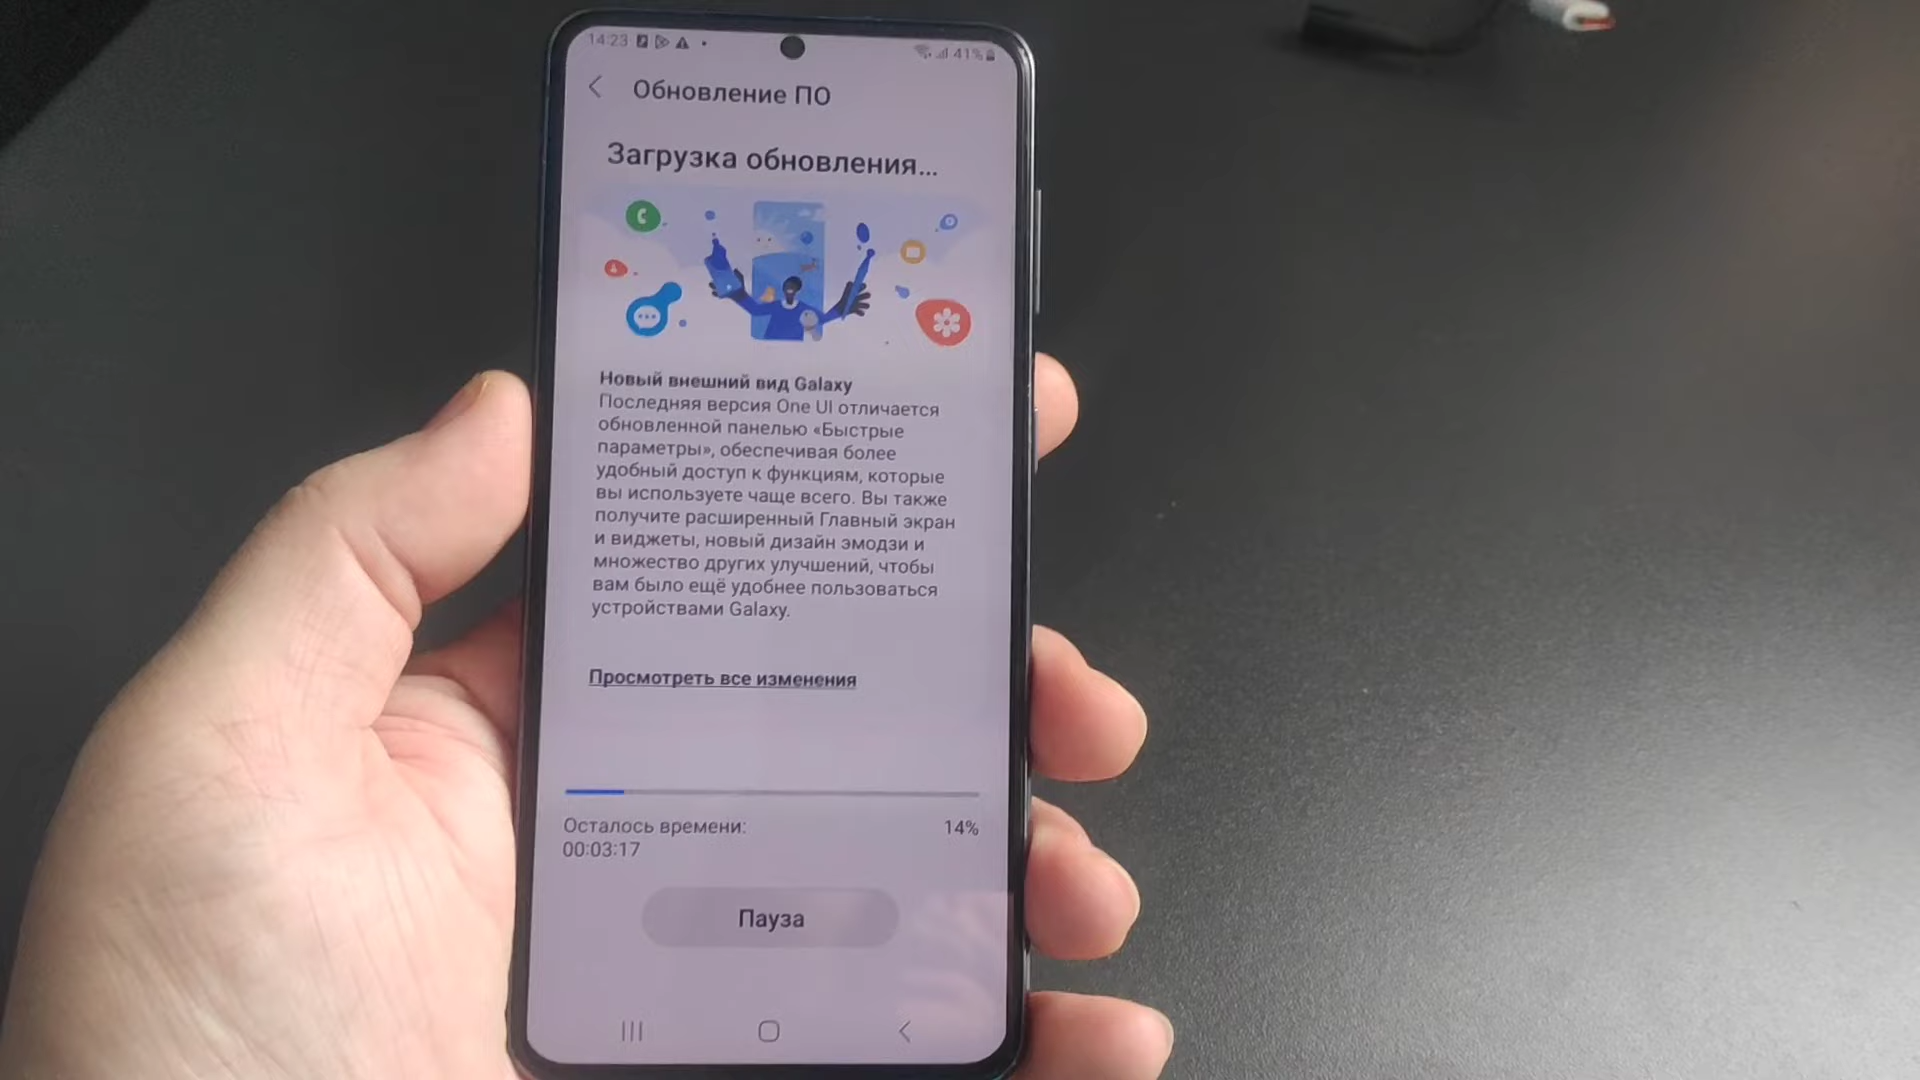 14:23
41%
Обновление ПО
Загрузка обновления...
Новый внешний вид Galaxy
Последняя версия One UI отличается
обновленной панелью «Быстрые
параметры», обеспечивая более
удобный доступ к функциям, которые
вы используете чаще всего. Вы также
получите расширенный Главный экран
и виджеты, новый дизайн эмодзи и
множество других улучшений, чтобы
вам было ещё удобнее пользоваться
устройствами Galaxy.
Просмотреть все изменения
Осталось времени:
14%
00:03:17
Пауза